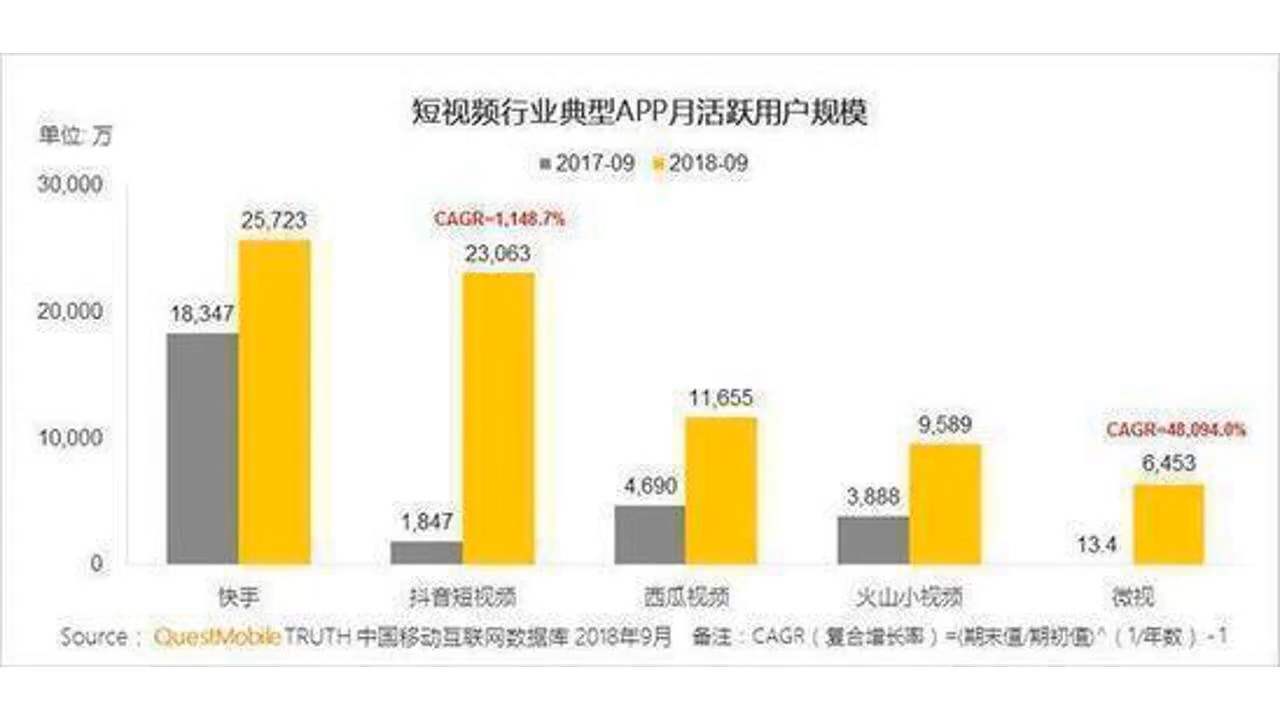 短视频行业典型APP月活跃用户规模
单位: 万
2017-09 2018-09
30,000
20,000
10,000
0
18,347
25,723
CAGR=1,148.7%
1,847
23,063
4,690
11,655
3,888
9,589
CAGR=48,094.0%
13.4
6,453
快手 抖音短视频 西瓜视频 火山小视频 微视
Source： QuestMobile TRUTH 中国移动互联网数据库 2018年9月 备注：CAGR（复合增长率）=(期末值/期初值)^（1/年数）-1